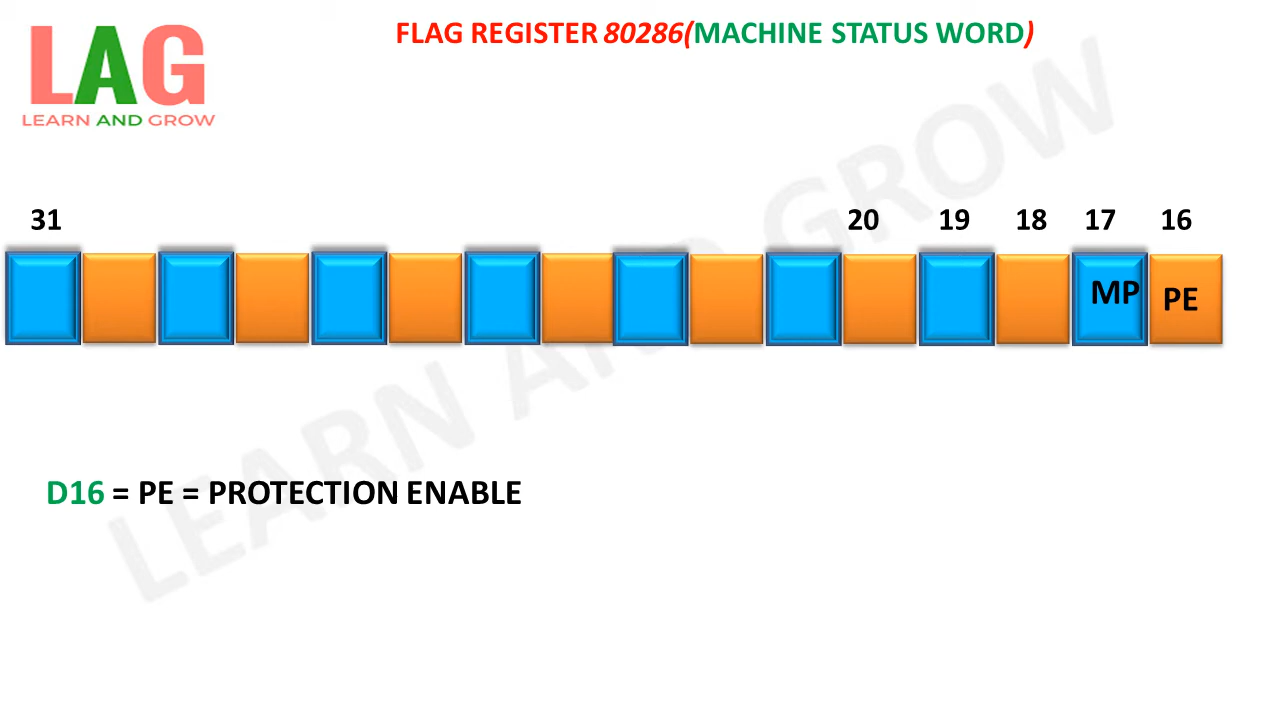 LAG
LEARN AND GROW
FLAG REGISTER 80286(MACHINE STATUS WORD)
31 20 19 18 17 16
MP PE
D16 = PE = PROTECTION ENABLE
LEARN AND GROW